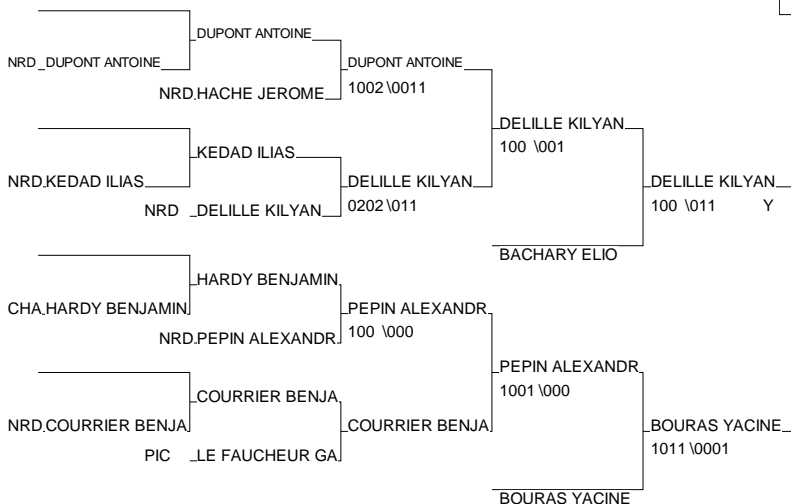 DUPONT ANTOINE
NRD DUPONT ANTOINE DUPONT ANTOINE
NRD HACHE JEROME 1002 \0011
DELILLE KILYAN
100 \001
KEDAD ILIAS
NRD KEDAD ILIAS DELILLE KILYAN DELILLE KILYAN
NRD DELILLE KILYAN 0202 \011 100 \011 Y
BACHARY ELIO
HARDY BENJAMIN
CHA HARDY BENJAMIN PEPIN ALEXANDR
NRD PEPIN ALEXANDR 100 \000
PEPIN ALEXANDR
1001 \000
COURRIER BENJA
NRD COURRIER BENJA COURRIER BENJA BOURAS YACINE
PIC LE FAUCHEUR GA 1011 \0001
BOURAS YACINE